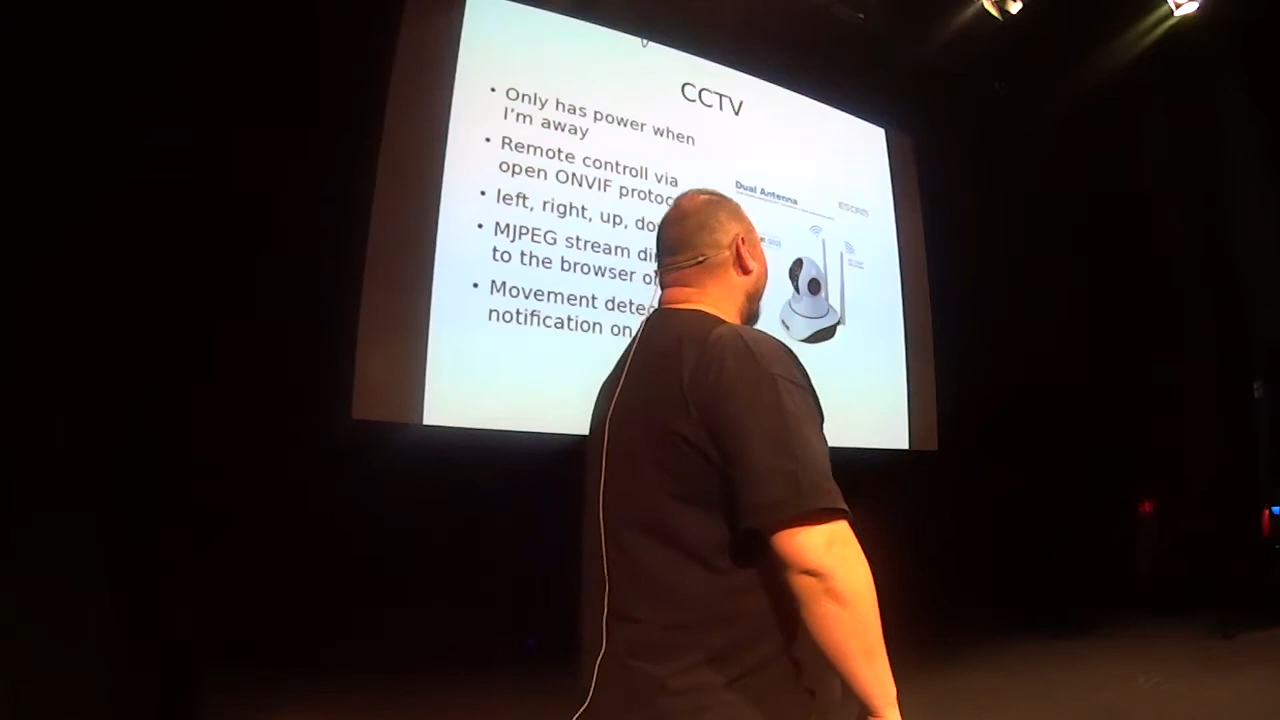 CCTV
• Only has power when
I'm away
• Remote controll via
open ONVIF protoc
• left, right, up, do
• MJPEG stream di
to the browser o
• Movement detec
notification on
Dual Antenna
ESCAM